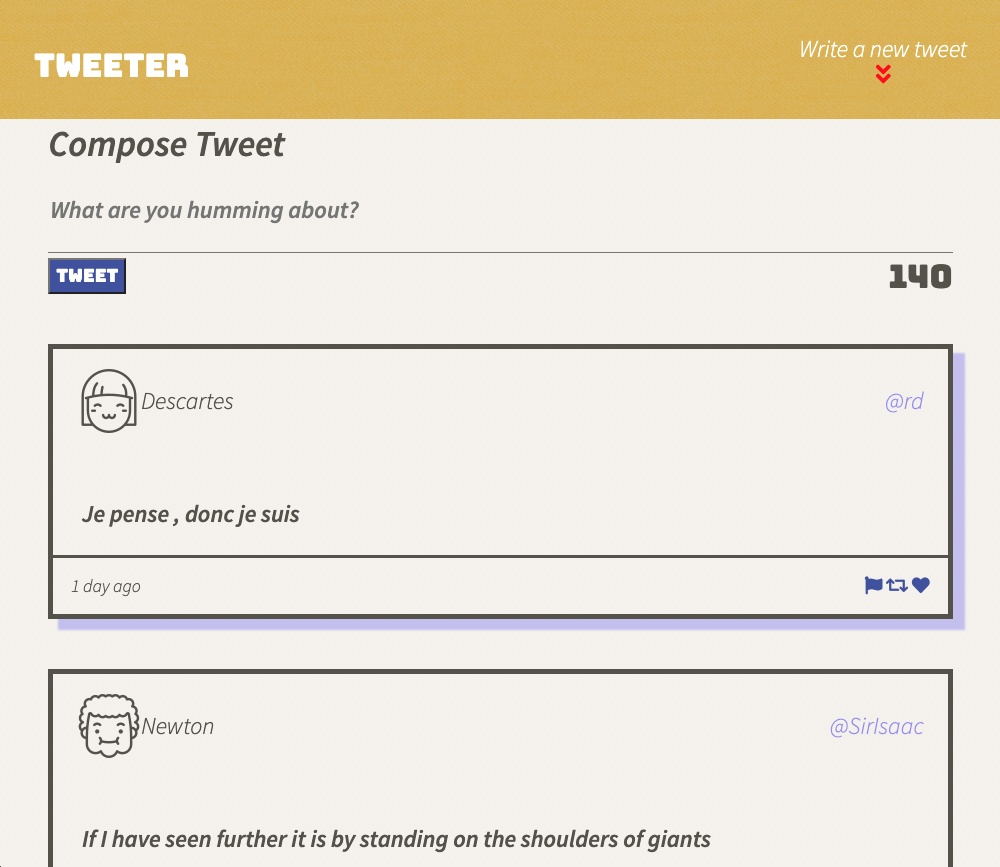 TWEETER
Write a new tweet
Compose Tweet
What are you humming about?
TWEET
140
Descartes
@rd
Je pense , donc je suis
1 day ago
Newton
@SirIsaac
If I have seen further it is by standing on the shoulders of giants